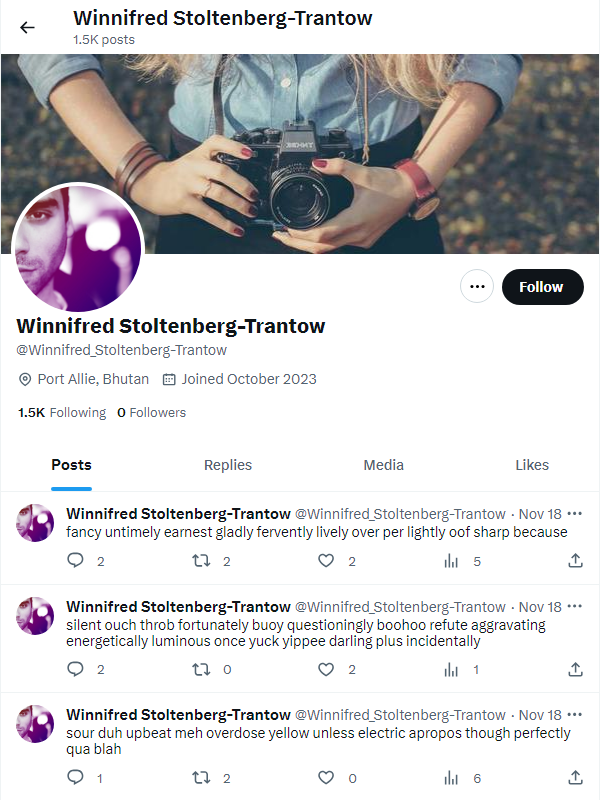 Winnifred Stoltenberg-Trantow
1.5K posts
Winnifred Stoltenberg-Trantow
@Winnifred_Stoltenberg-Trantow
Port Allie, Bhutan Joined October 2023
1.5K Following 0 Followers
Follow
Posts Replies Media Likes
Winnifred Stoltenberg-Trantow @Winnifred_Stoltenberg-Trantow · Nov 18
fancy untimely earnest gladly fervently lively over per lightly oof sharp because
2 2 2 5
Winnifred Stoltenberg-Trantow @Winnifred_Stoltenberg-Trantow · Nov 18
silent ouch throb fortunately buoy questioningly boohoo refute aggravating
energetically luminous once yuck yippee darling plus incidentally
2 0 2 1
Winnifred Stoltenberg-Trantow @Winnifred_Stoltenberg-Trantow · Nov 18
sour duh upbeat meh overdose yellow unless electric apropos though perfectly
qua blah
1 2 0 6